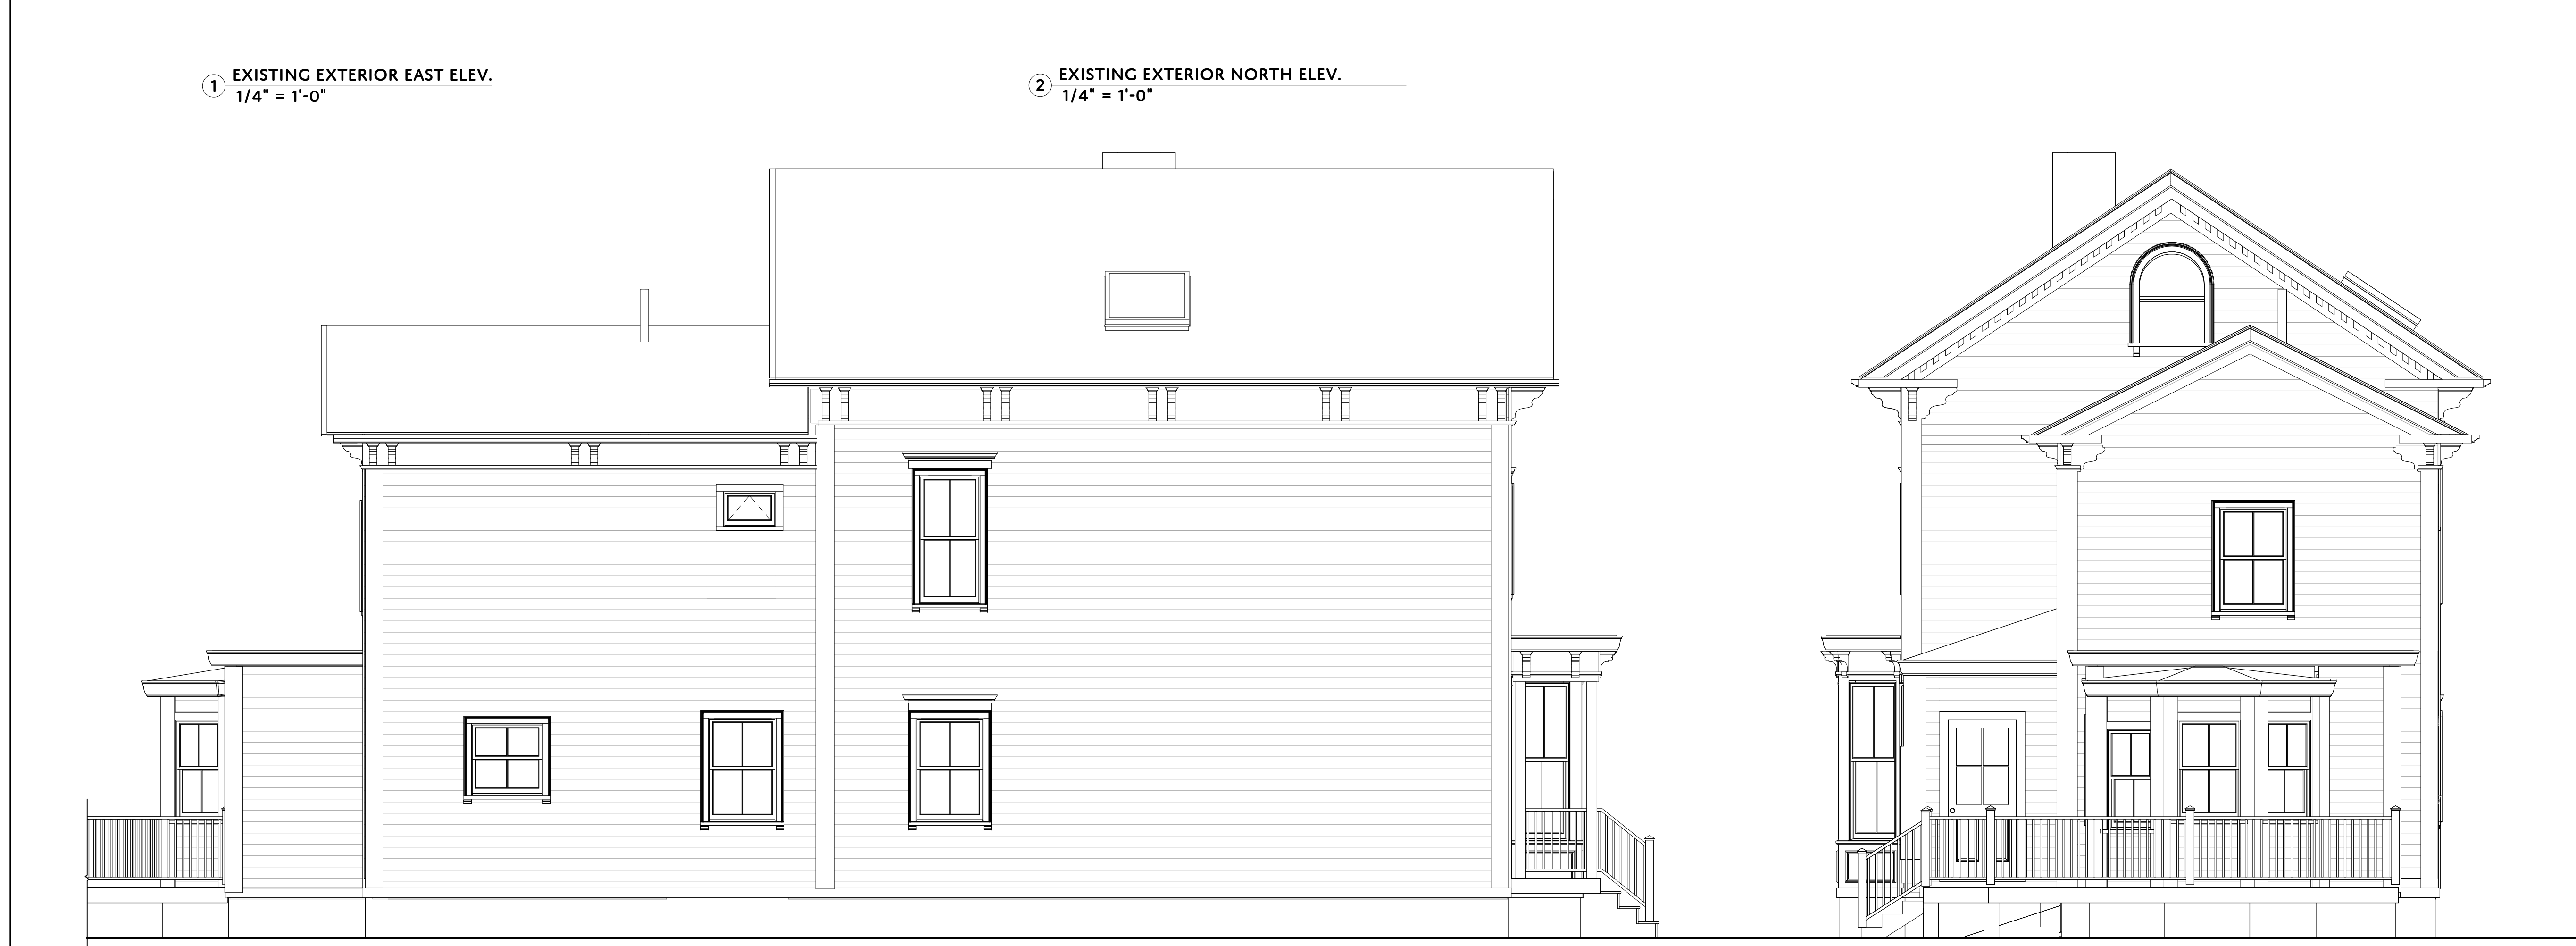 1 EXISTING EXTERIOR EAST ELEV.
1/4" = 1'-0"
2 EXISTING EXTERIOR NORTH ELEV.
1/4" = 1'-0"